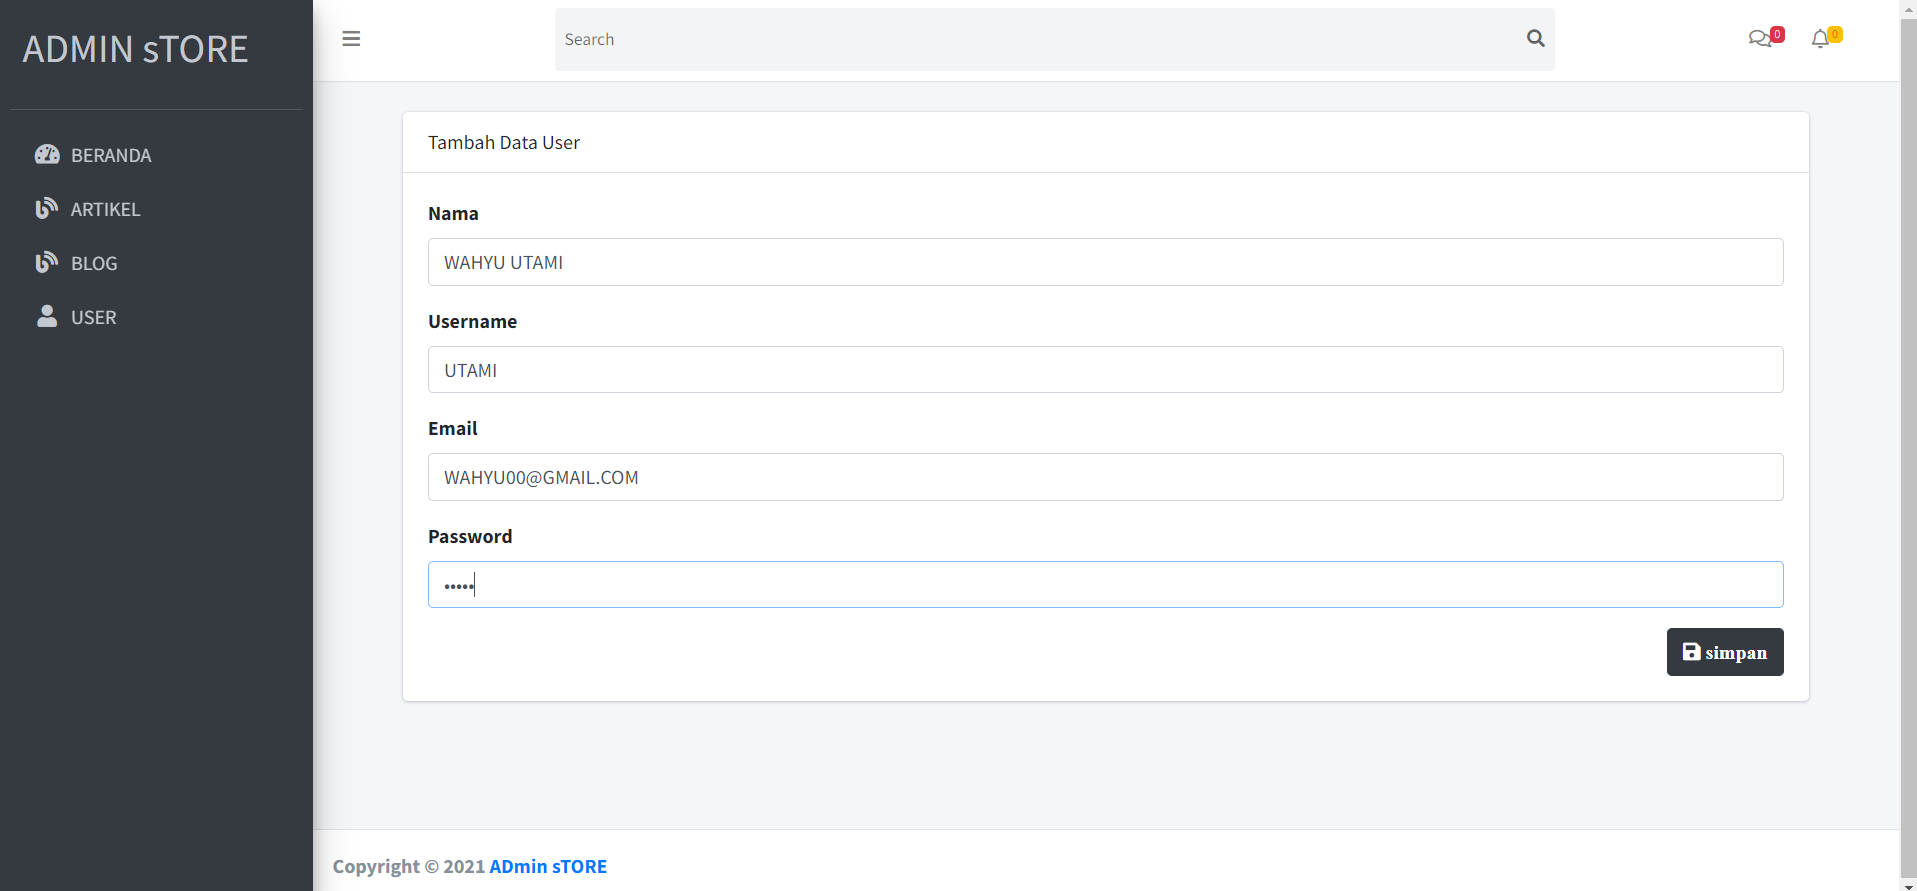 ADMIN sTORE
BERANDA
ARTIKEL
BLOG
USER
Search
0
0
Tambah Data User
Nama
WAHYU UTAMI
Username
UTAMI
Email
WAHYU00@GMAIL.COM
Password
•••••
simpan
Copyright © 2021 ADmin sTORE